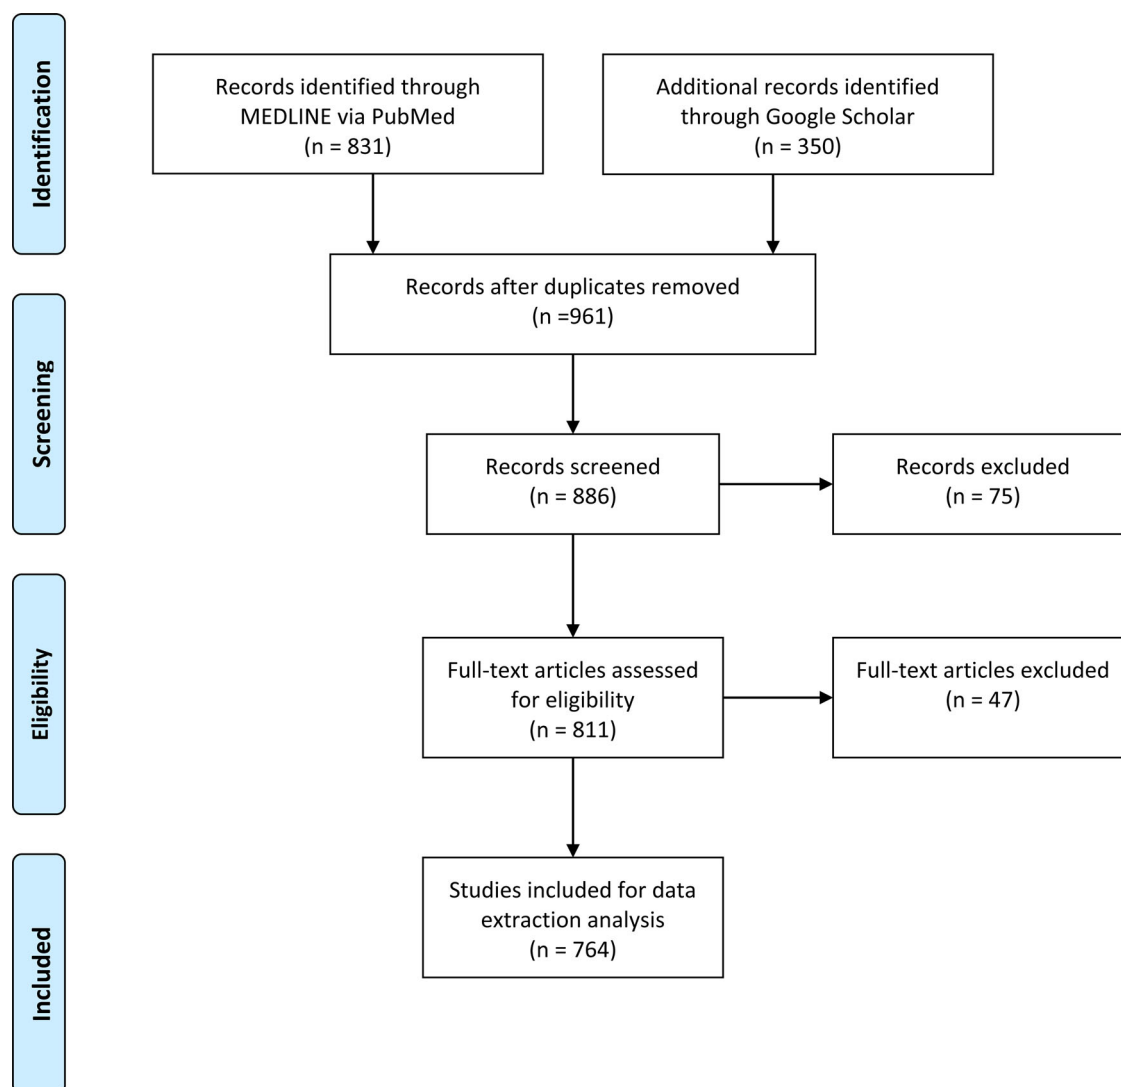 Identification
Records identified through
MEDLINE via PubMed
(n = 831)
Additional records identified
through Google Scholar
(n = 350)
Records after duplicates removed
(n =961)
Screening
Records screened
(n = 886)
Records excluded
(n = 75)
Eligibility
Full-text articles assessed
for eligibility
(n = 811)
Full-text articles excluded
(n = 47)
Included
Studies included for data
extraction analysis
(n = 764)